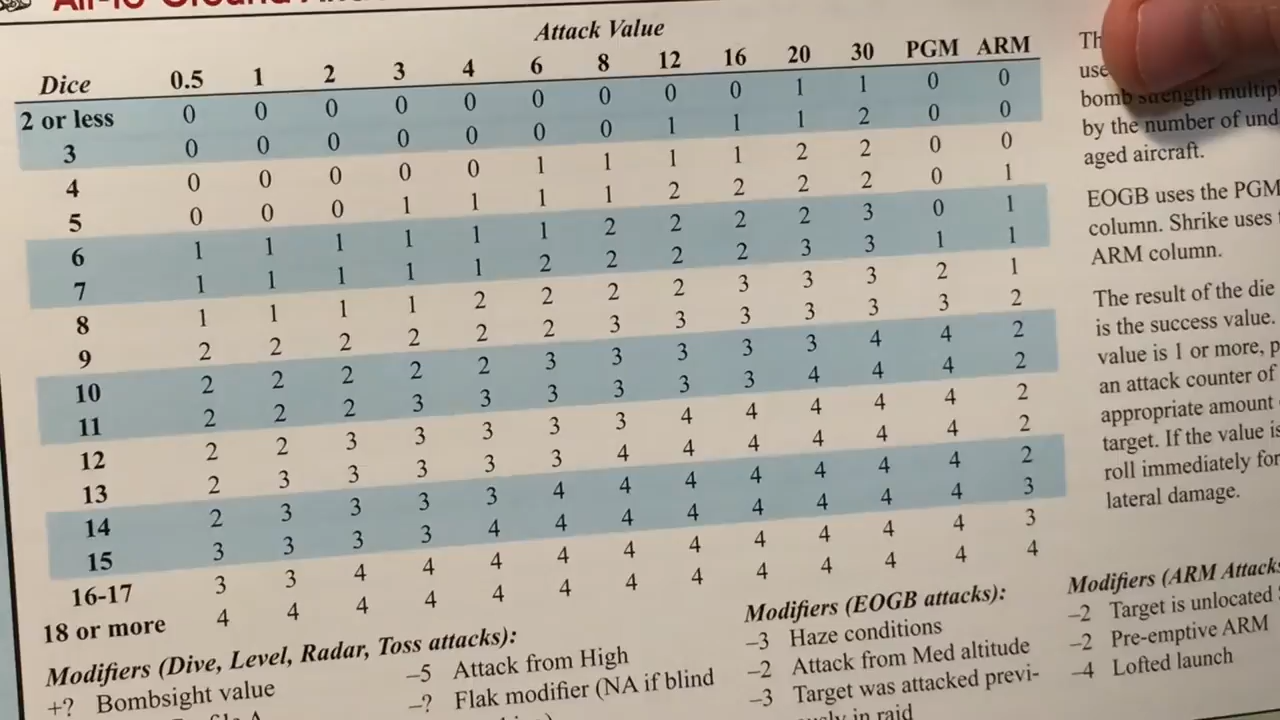 Attack Value
Dice 0.5 1 2 3 4 6 8 12 16 20 30 PGM ARM
2 or less 0 0 0 0 0 0 0 0 0 1 1 0 0
3 0 0 0 0 0 0 0 1 1 1 2 0 0
4 0 0 0 0 0 1 1 1 1 2 2 0 0
5 0 0 0 1 1 1 1 2 2 2 2 0 1
6 1 1 1 1 1 1 2 2 2 2 3 0 1
7 1 1 1 1 1 2 2 2 2 3 3 1 1
8 1 1 1 1 2 2 2 2 3 3 3 2 1
9 2 2 2 2 2 2 3 3 3 3 3 3 2
10 2 2 2 2 2 3 3 3 3 3 4 4 2
11 2 2 2 3 3 3 3 3 3 4 4 4 2
12 2 2 3 3 3 3 3 4 4 4 4 4 2
13 2 3 3 3 3 3 4 4 4 4 4 4 2
14 2 3 3 3 3 4 4 4 4 4 4 4 2
15 3 3 3 3 4 4 4 4 4 4 4 4 3
16-17 3 3 4 4 4 4 4 4 4 4 4 4 3
18 or more 4 4 4 4 4 4 4 4 4 4 4 4 4
Modifiers (Dive, Level, Radar, Toss attacks):
+? Bombsight value
–5 Attack from High
–? Flak modifier (NA if blind
Modifiers (EOGB attacks):
–3 Haze conditions
–2 Attack from Med altitude
–3 Target was attacked previ-
in raid
Modifiers (ARM Attack
–2 Target is unlocated
–2 Pre-emptive ARM
–4 Lofted launch
bomb strength multip
by the number of und
aged aircraft.
EOGB uses the PGM
column. Shrike uses
ARM column.
The result of the die
is the success value.
value is 1 or more, p
an attack counter of
appropriate amount
target. If the value is
roll immediately for
lateral damage.